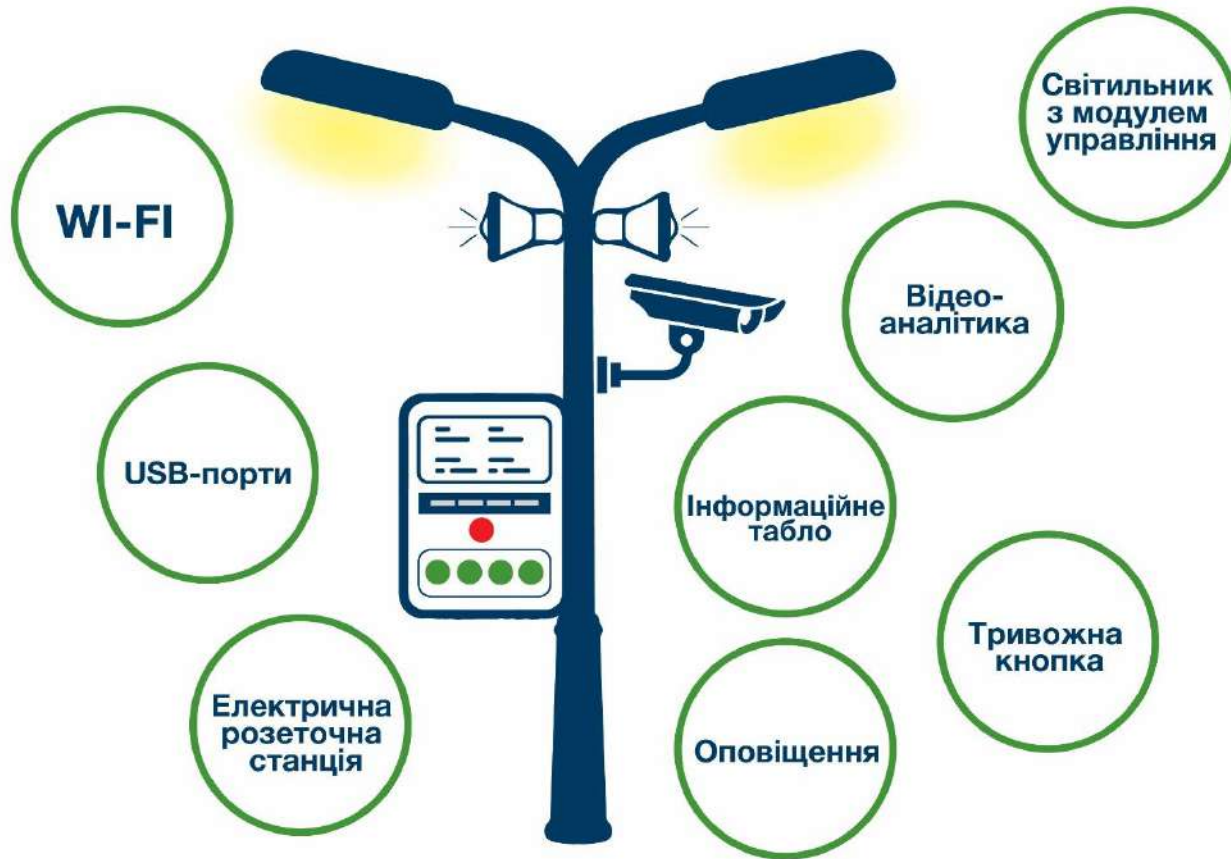 Світильник
з модулем
управління
WI-FI
Відео-
аналітика
USB-порти
Інформаційне
табло
Тривожна
кнопка
Електрична
розеточна
станція
Оповіщення